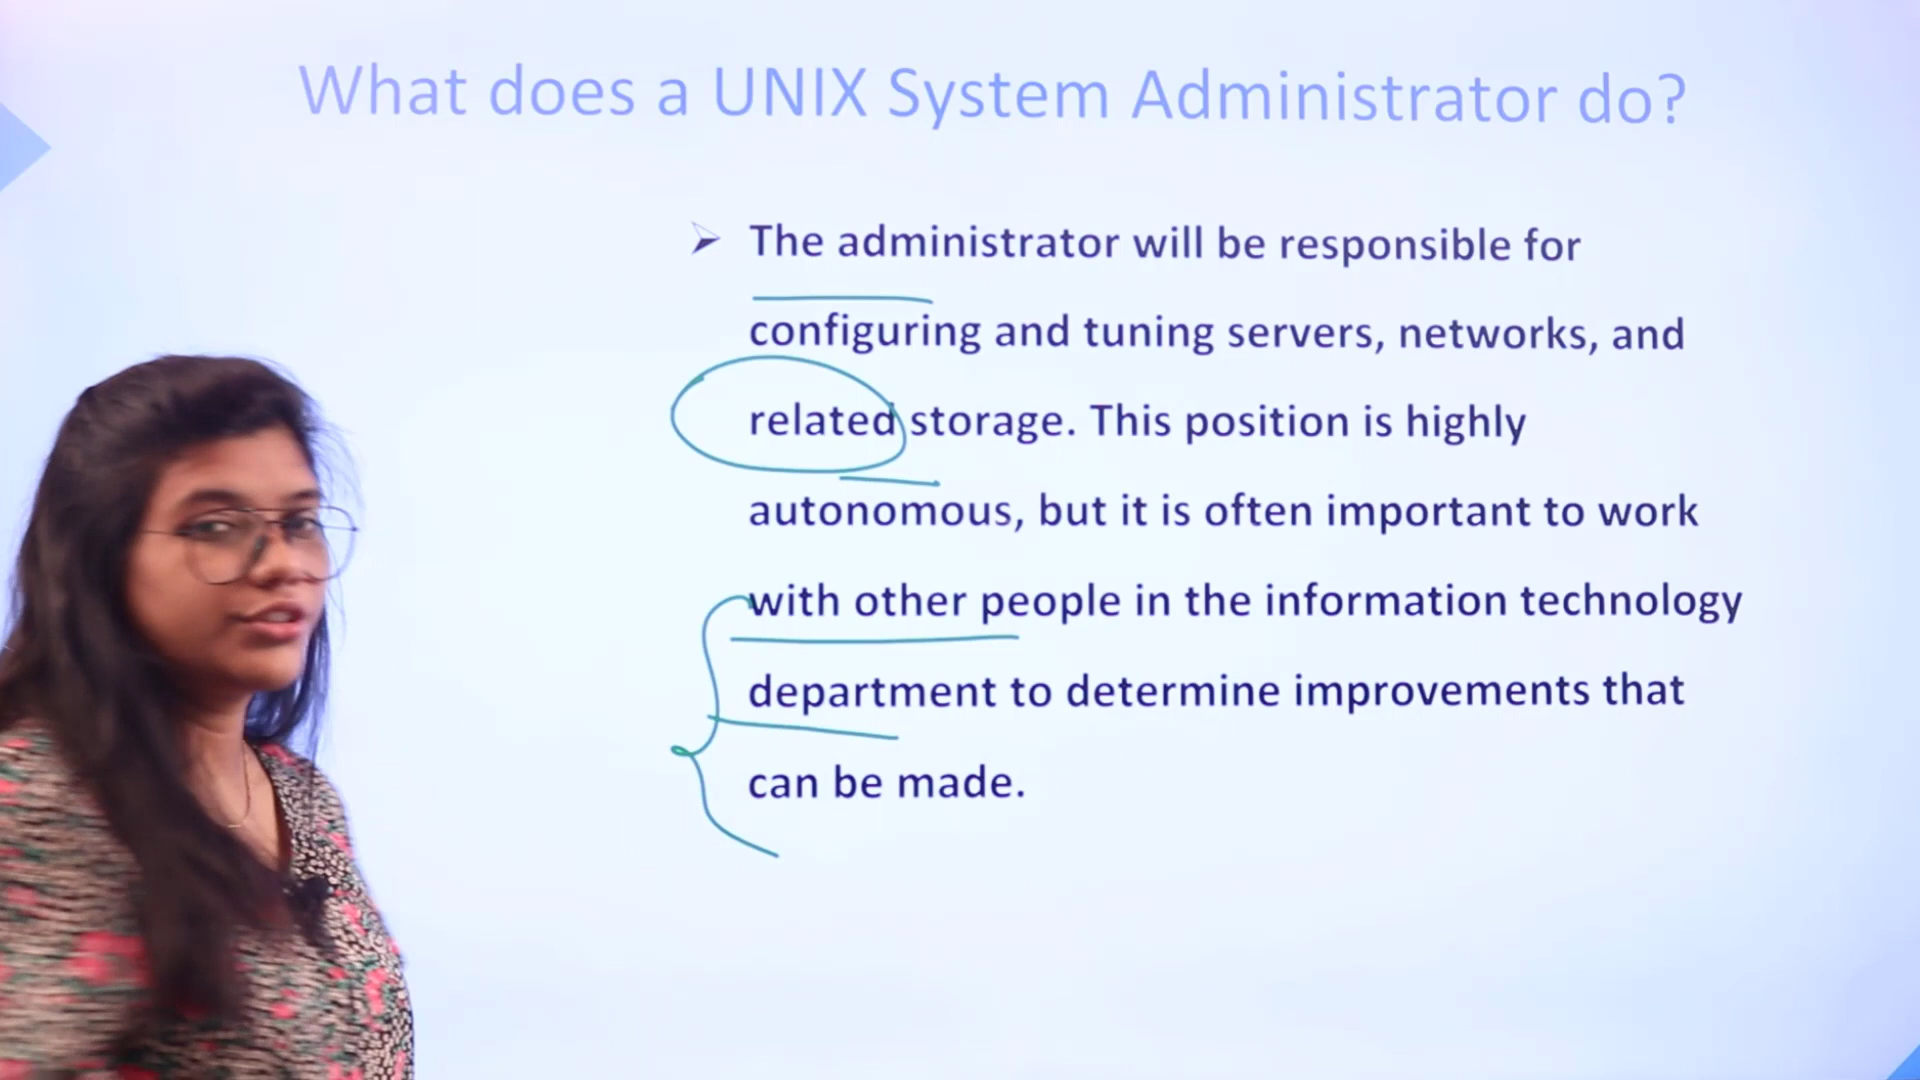 What does a UNIX System Administrator do?
The administrator will be responsible for
configuring and tuning servers, networks, and
related storage. This position is highly
autonomous, but it is often important to work
with other people in the information technology
department to determine improvements that
can be made.